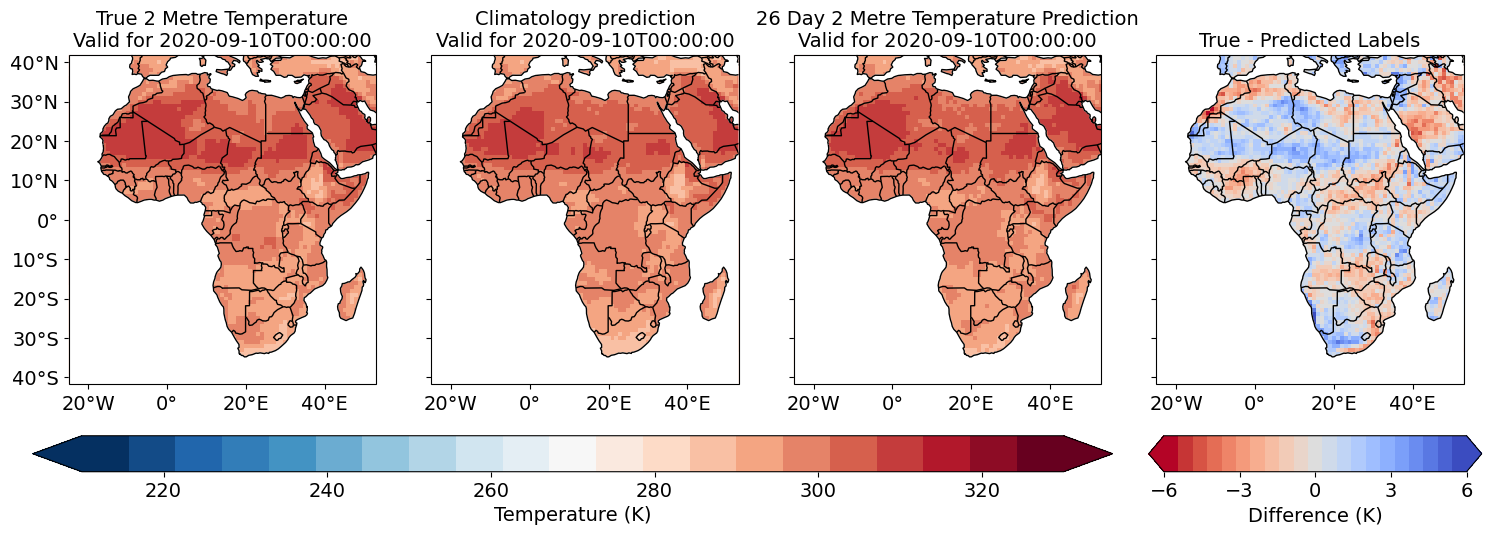 True 2 Metre Temperature
Valid for 2020-09-10T00:00:00
Climatology prediction
Valid for 2020-09-10T00:00:00
26 Day 2 Metre Temperature Prediction
Valid for 2020-09-10T00:00:00
True - Predicted Labels
40°N
30°N
20°N
10°N
0°
10°S
20°S
30°S
40°S
20°W 0° 20°E 40°E
20°W 0° 20°E 40°E
20°W 0° 20°E 40°E
20°W 0° 20°E 40°E
220 240 260 280 300 320
Temperature (K)
−6 −3 0 3 6
Difference (K)